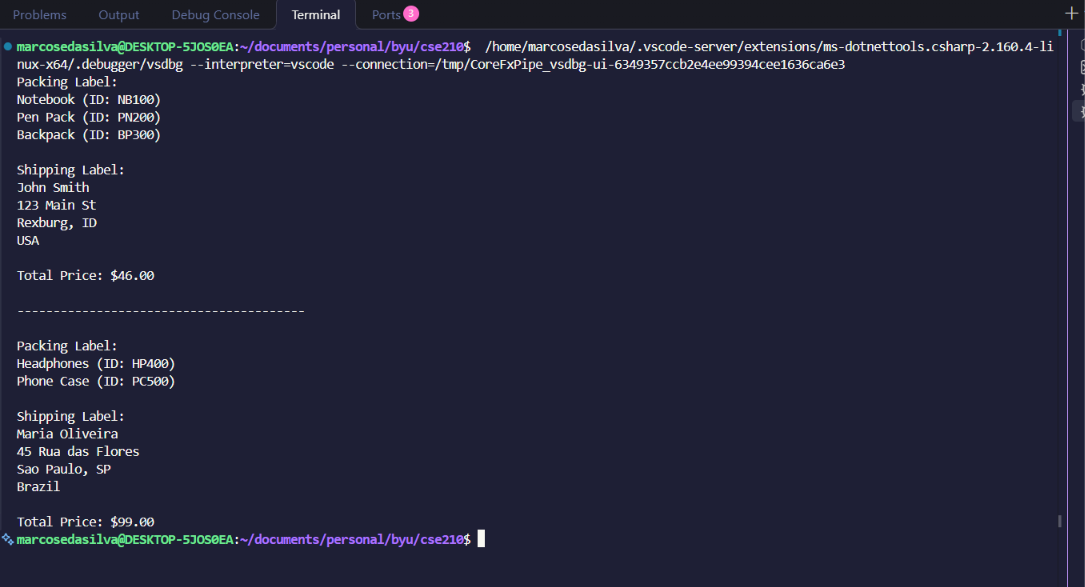 Problems Output Debug Console Terminal Ports 3
marcosedasilva@DESKTOP-5JOS0EA:~/documents/personal/byu/cse210$  /home/marcosedasilva/.vscode-server/extensions/ms-dotnettools.csharp-2.160.4-li
nux-x64/.debugger/vsdbg --interpreter=vscode --connection=/tmp/CoreFxPipe_vsdbg-ui-6349357ccb2e4ee99394cee1636ca6e3
Packing Label:
Notebook (ID: NB100)
Pen Pack (ID: PN200)
Backpack (ID: BP300)

Shipping Label:
John Smith
123 Main St
Rexburg, ID
USA

Total Price: $46.00

----------------------------------------

Packing Label:
Headphones (ID: HP400)
Phone Case (ID: PC500)

Shipping Label:
Maria Oliveira
45 Rua das Flores
Sao Paulo, SP
Brazil

Total Price: $99.00
marcosedasilva@DESKTOP-5JOS0EA:~/documents/personal/byu/cse210$